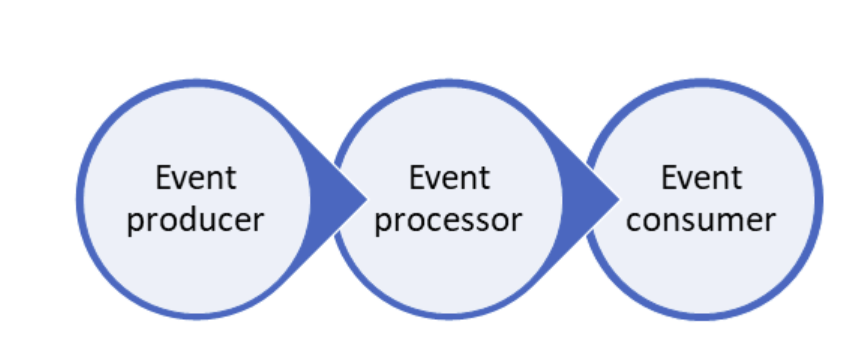 Event
producer
Event
processor
Event
consumer